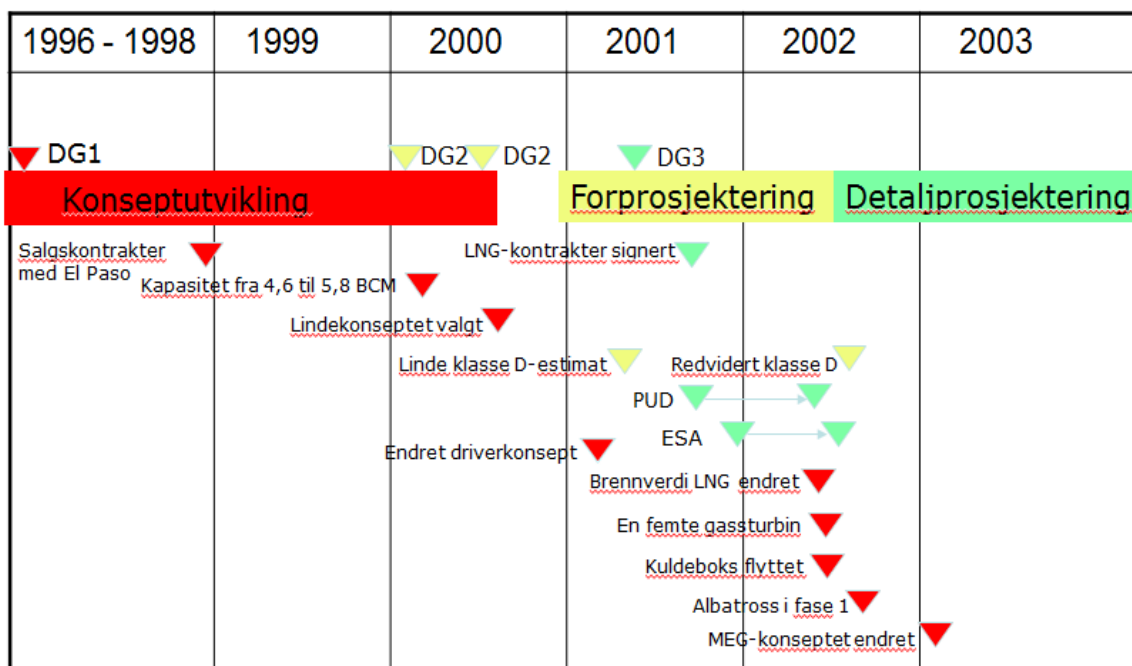 1996 - 1998 1999 2000 2001 2002 2003
DG1 DG2 DG2 DG3
Konseptutvikling Forprosjektering Detaljprosjektering
Salgskontrakter
med El Paso
LNG-kontrakter signert
Kapasitet fra 4,6 til 5,8 BCM
Lindekonseptet valgt
Linde klasse D-estimat Redvidert klasse D
PUD
ESA
Endret driverkonsept
Brennverdi LNG endret
En femte gassturbin
Kuldeboks flyttet
Albatross i fase 1
MEG-konseptet endret